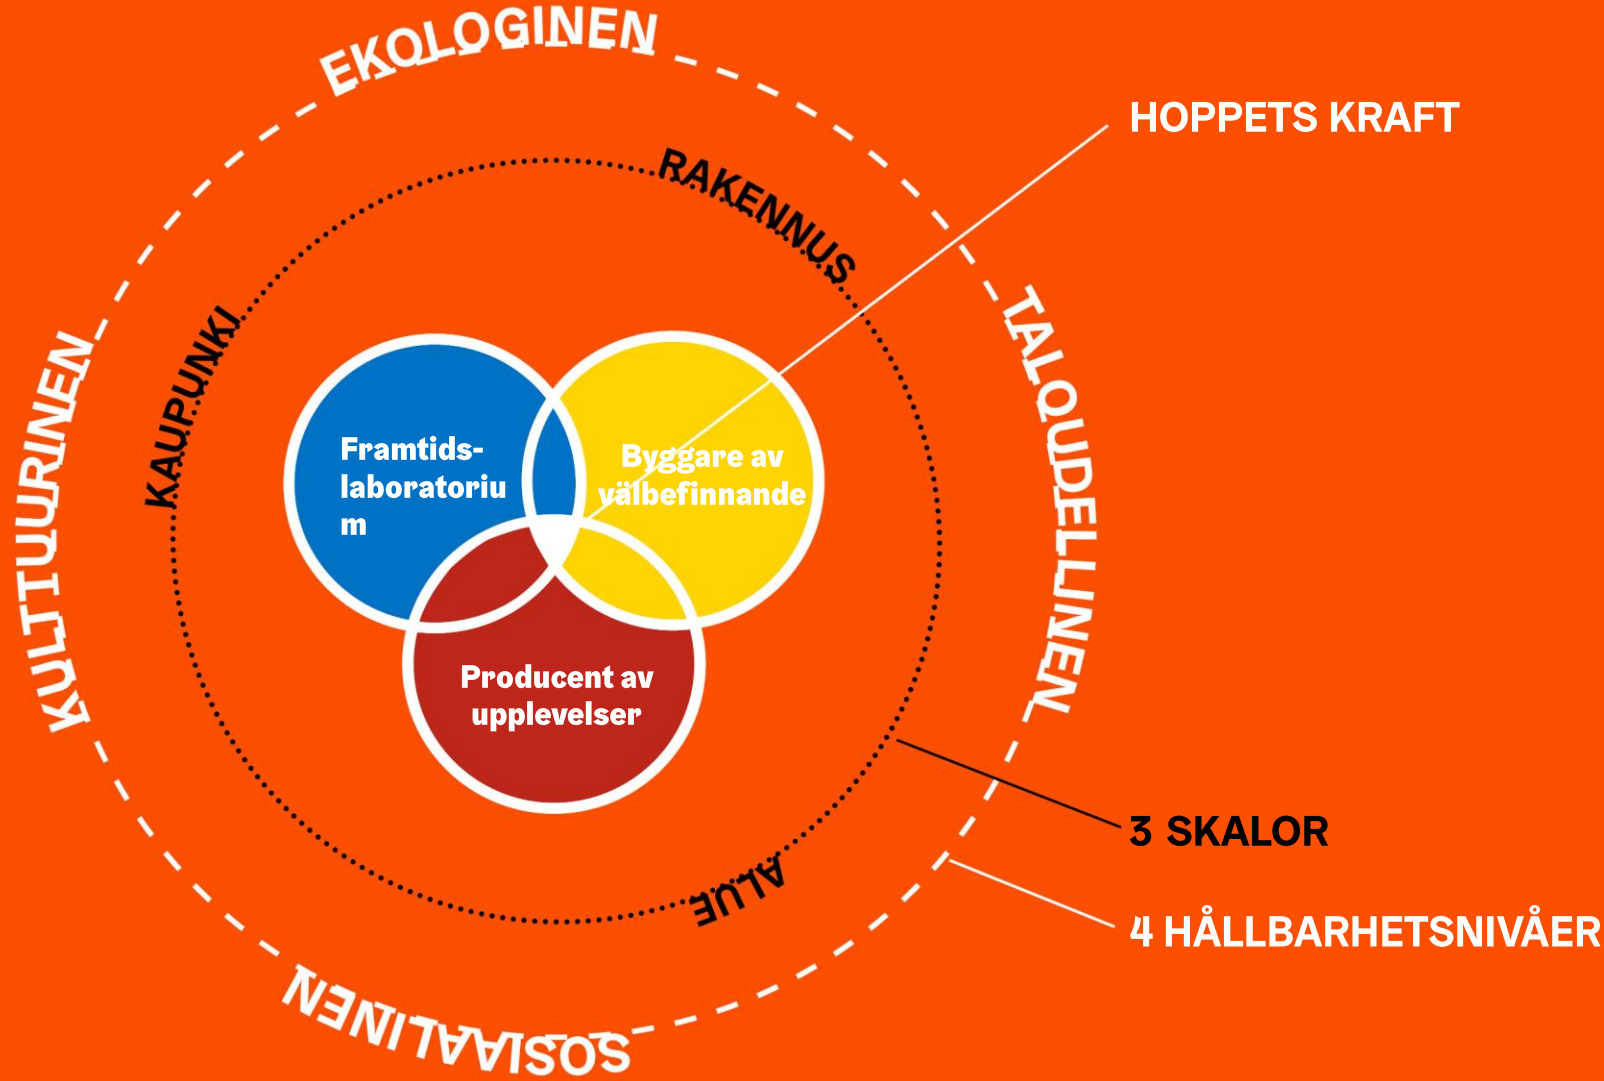 EKOLOGINEN
HOPPETS KRAFT
RAKENNUS
TALOUDELLINEN
KAUPUNKI
KULTTUURINEN
Framtids-
laboratoriu
m
Byggare av
välbefinnande
Producent av
upplevelser
3 SKALOR
ALUE
4 HÅLLBARHETSNIVÅER
SOSIAALINEN